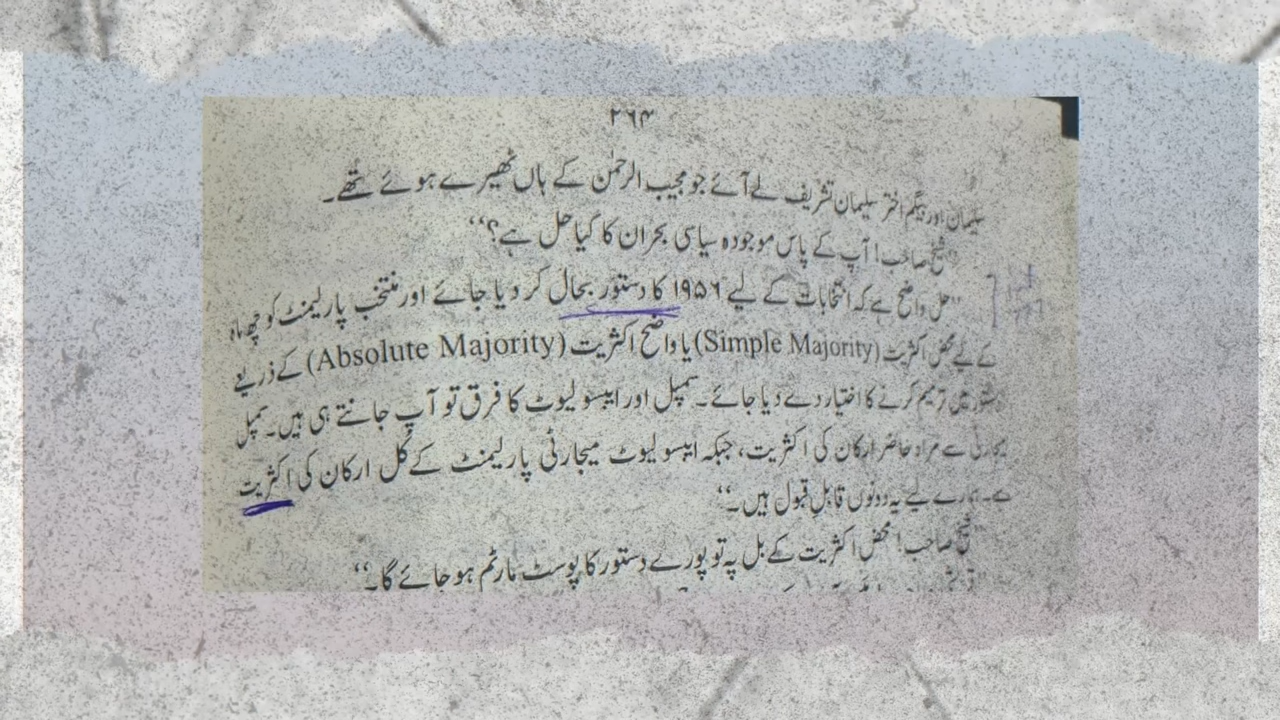 ۲۶۴
سلیمان اور بیگم اختر سلیمان تشریف لے آئے جو مجیب الرحمٰن کے ہاں ٹھیرے ہوئے تھے۔
”شیخ صاحب! آپ کے پاس موجودہ سیاسی بحران کا کیا حل ہے؟“
”حل واضح ہے کہ انتخابات کے لیے ۱۹۵۶ کا دستور بحال کر دیا جائے اور منتخب پارلیمنٹ کو چھ ماہ
کے لیے محض اکثریت (Simple Majority) یا واضح اکثریت (Absolute Majority) کے ذریعے
دستور میں ترمیم کرنے کا اختیار دے دیا جائے۔ سمپل اور ایبسولیوٹ کا فرق تو آپ جانتے ہی ہیں۔ سمپل
میجارٹی سے مراد حاضر ارکان کی اکثریت، جبکہ ایبسولیوٹ میجارٹی پارلیمنٹ کے کُل ارکان کی اکثریت
ہے۔ ہمارے لیے یہ دونوں قابلِ قبول ہیں۔“
”شیخ صاحب! محض اکثریت کے بل پہ تو پورے دستور کا پوسٹ مارٹم ہو جائے گا۔“